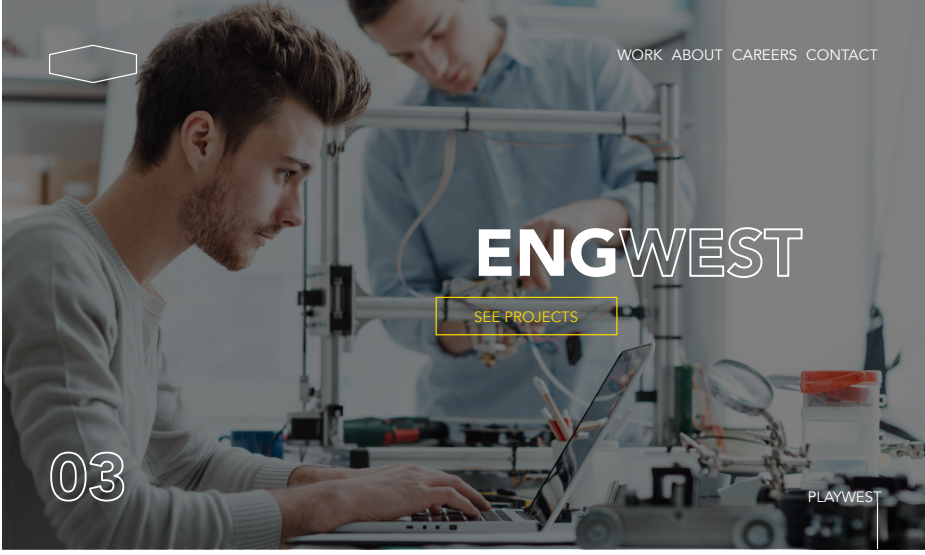 WORK ABOUT CAREERS CONTACT
ENGWEST
SEE PROJECTS
03
PLAYWEST